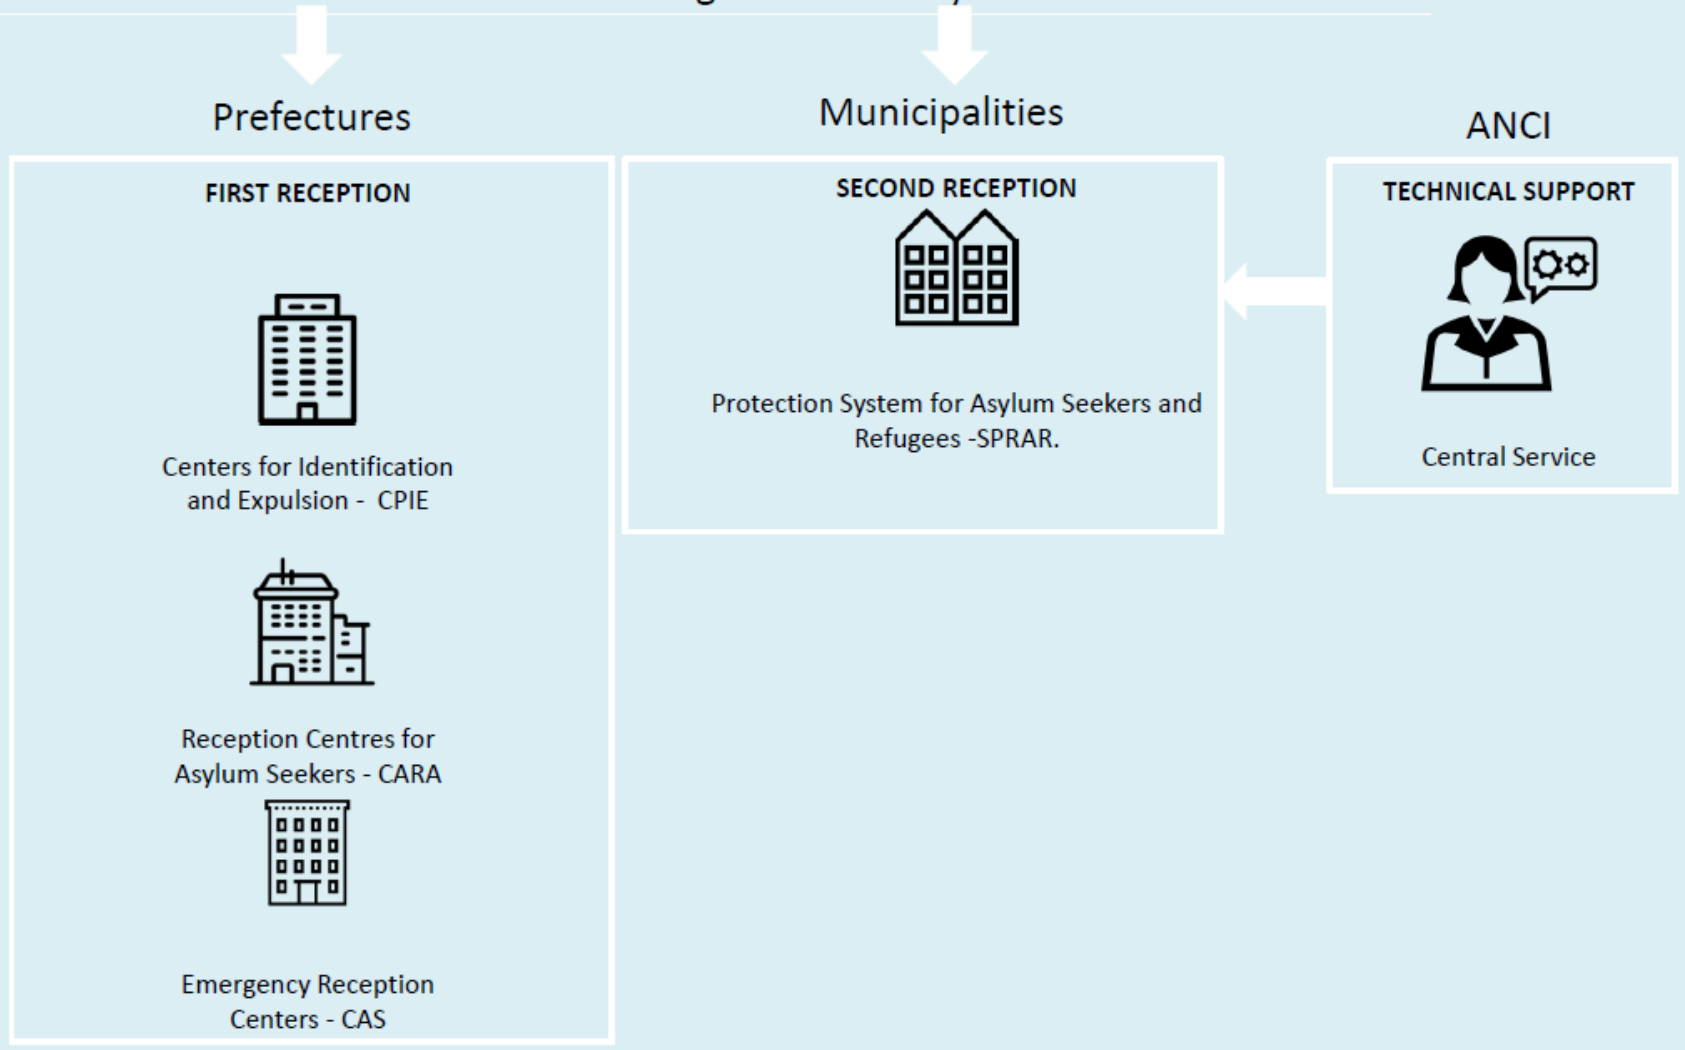 Prefectures
FIRST RECEPTION
Centers for Identification
and Expulsion - CPIE
Reception Centres for
Asylum Seekers - CARA
Emergency Reception
Centers - CAS
Municipalities
SECOND RECEPTION
Protection System for Asylum Seekers and
Refugees -SPRAR.
ANCI
TECHNICAL SUPPORT
Central Service